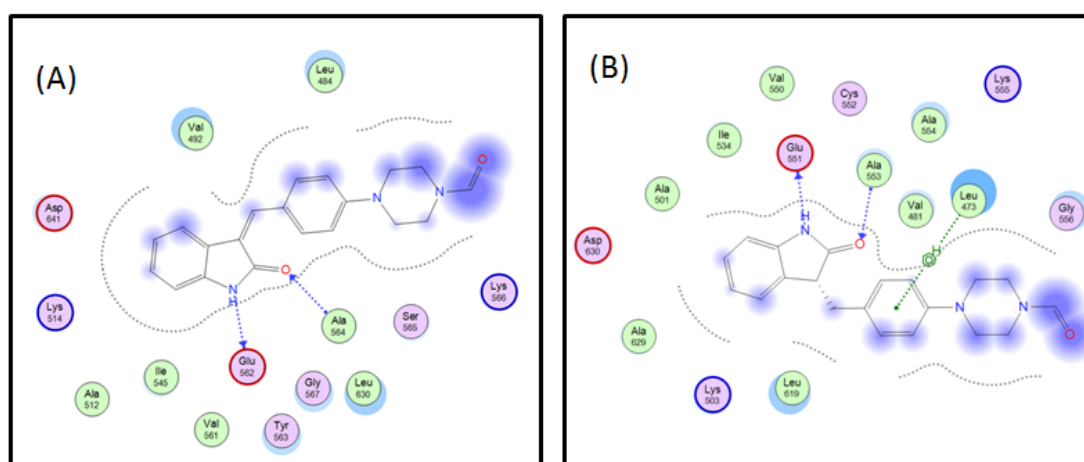 (A)
Leu
484
Val
492
O
N
N
Asp
641
O
N
H
Lys
514
Lys
566
Ala
564
Ser
565
Glu
562
Ile
545
Gly
567
Leu
630
Ala
512
Val
561
Tyr
563
(B)
Val
550
Cys
552
Lys
555
Ile
534
Ala
554
Glu
551
Ala
553
Ala
501
Val
481
Leu
473
Gly
556
H
N
O
H
Asp
630
N
N
O
Ala
629
Lys
503
Leu
619